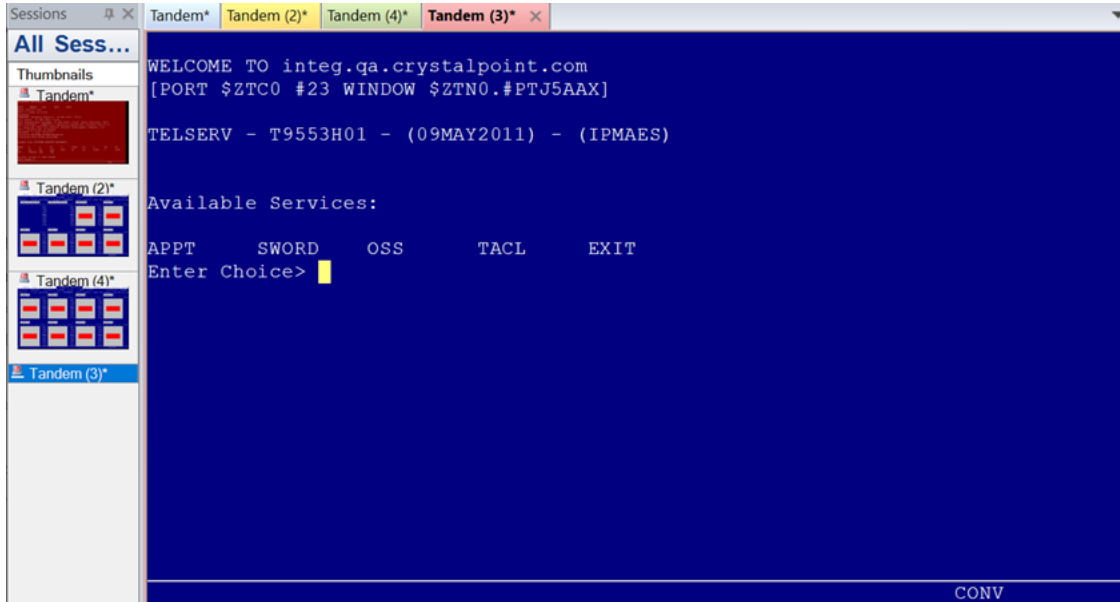 Sessions
Tandem*
Tandem (2)*
Tandem (4)*
Tandem (3)*
All Sess...
Thumbnails
Tandem*
Tandem (2)*
Tandem (4)*
Tandem (3)*
WELCOME TO integ.qa.crystalpoint.com
[PORT $ZTC0 #23 WINDOW $ZTN0.#PTJ5AAX]
TELSERV - T9553H01 - (09MAY2011) - (IPMAES)
Available Services:
APPT SWORD OSS TACL EXIT
Enter Choice>
CONV